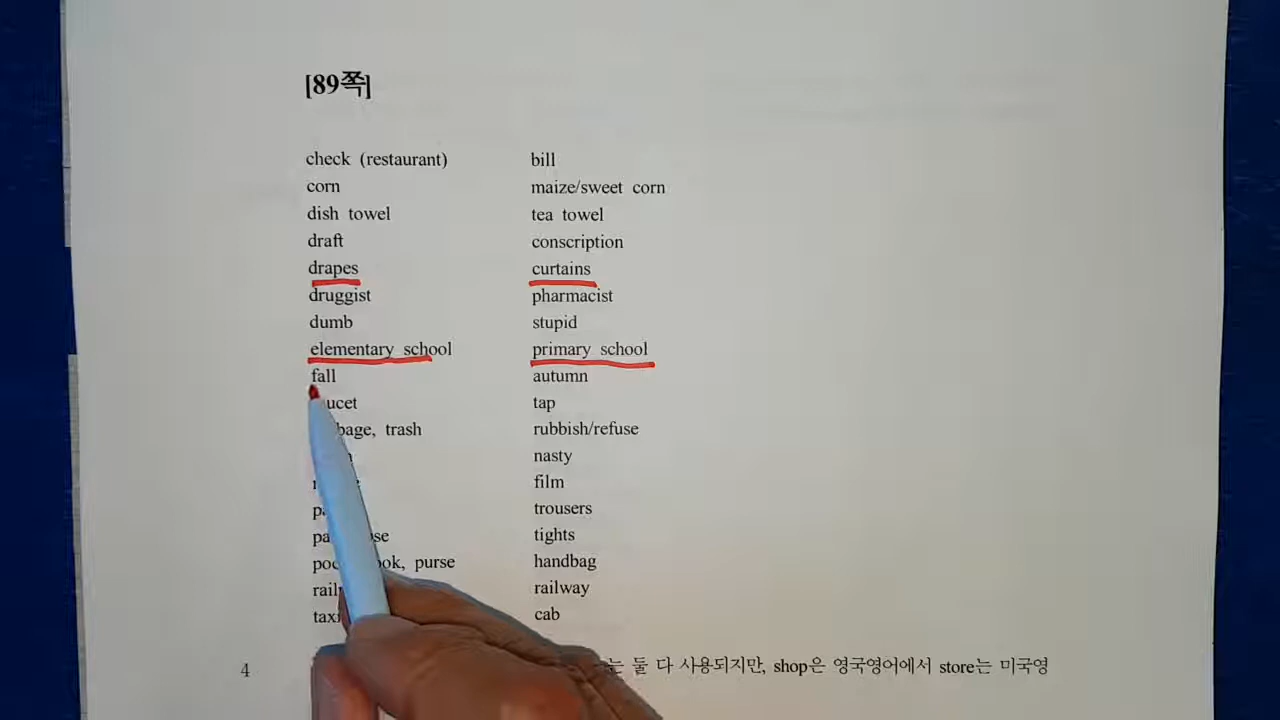 [89쪽]
check (restaurant) bill
corn maize/sweet corn
dish towel tea towel
draft conscription
drapes curtains
druggist pharmacist
dumb stupid
elementary school primary school
fall autumn
tap
trash rubbish/refuse
nasty
film
trousers
tights
purse handbag
railway
cab
4 는 둘 다 사용되지만, shop은 영국영어에서 store는 미국영